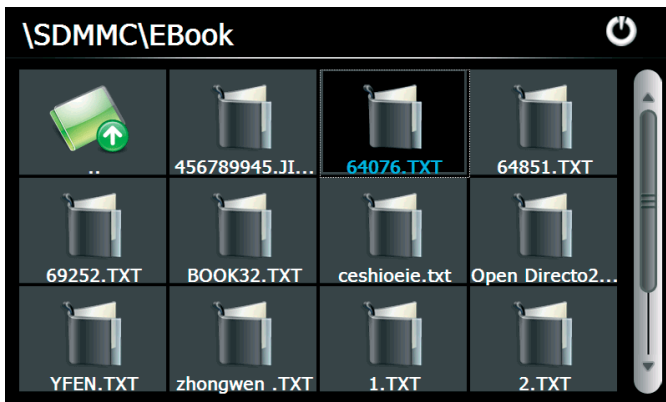 \SDMMC\EBook
..
456789945.JI...
64076.TXT
64851.TXT
69252.TXT
BOOK32.TXT
ceshioeie.txt
Open Directo2...
YFEN.TXT
zhongwen .TXT
1.TXT
2.TXT